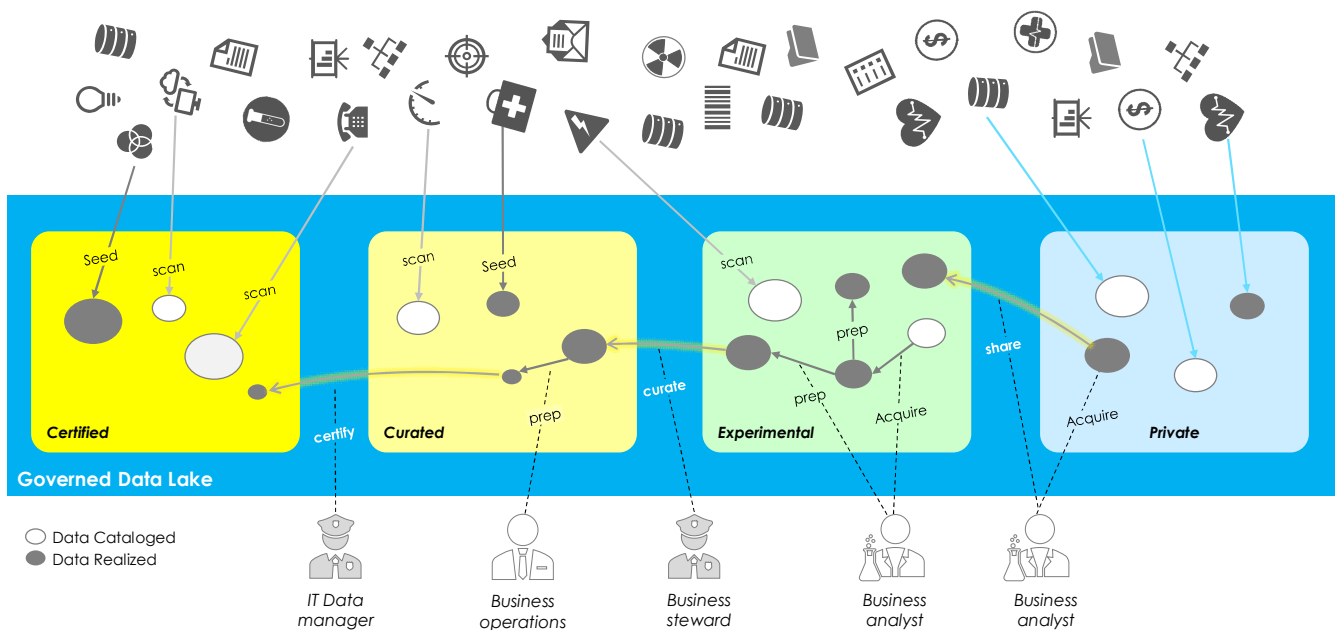 Seed
scan
scan
scan
Seed
scan
share
prep
curate
prep
prep
Acquire
Acquire
certify
Certified
Curated
Experimental
Private
Governed Data Lake
Data Cataloged
Data Realized
IT Data
manager
Business
operations
Business
steward
Business
analyst
Business
analyst